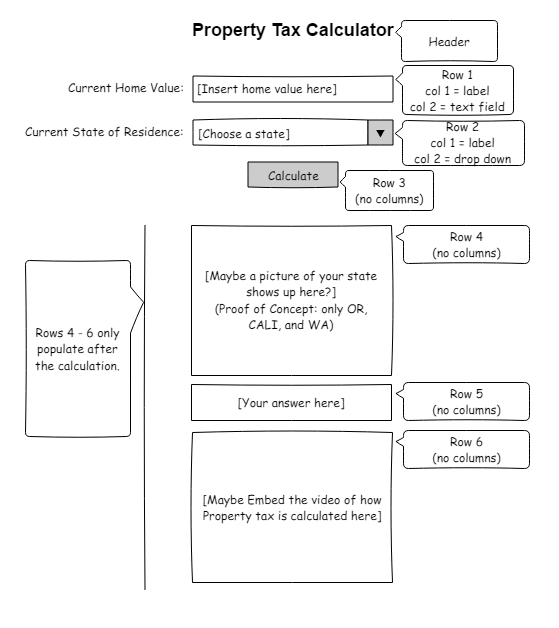 Property Tax Calculator
Header
Current Home Value:
[Insert home value here]
Row 1
col 1 = label
col 2 = text field
Current State of Residence:
[Choose a state]
Row 2
col 1 = label
col 2 = drop down
Calculate
Row 3
(no columns)
Row 4
(no columns)
[Maybe a picture of your state
shows up here?]
(Proof of Concept: only OR,
CALI, and WA)
Rows 4 - 6 only
populate after
the calculation.
[Your answer here]
Row 5
(no columns)
Row 6
(no columns)
[Maybe Embed the video of how
Property tax is calculated here]